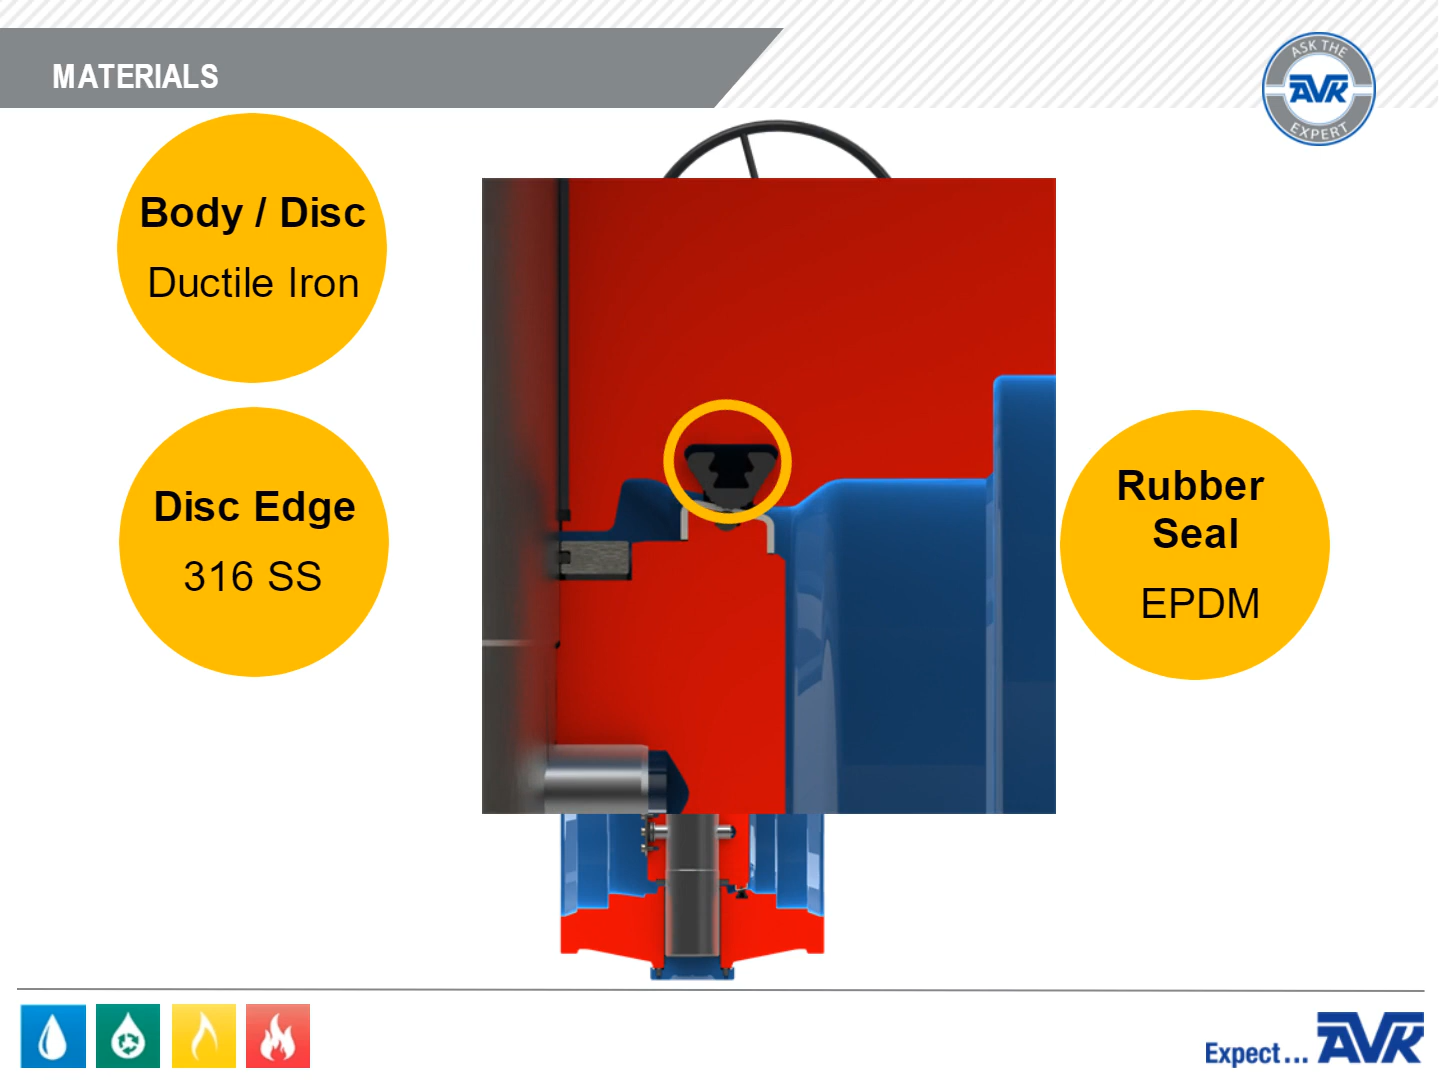 MATERIALS
ASK THE
AVK
EXPERT
Body / Disc
Ductile Iron
Disc Edge
316 SS
Rubber
Seal
EPDM
Expect... AVK